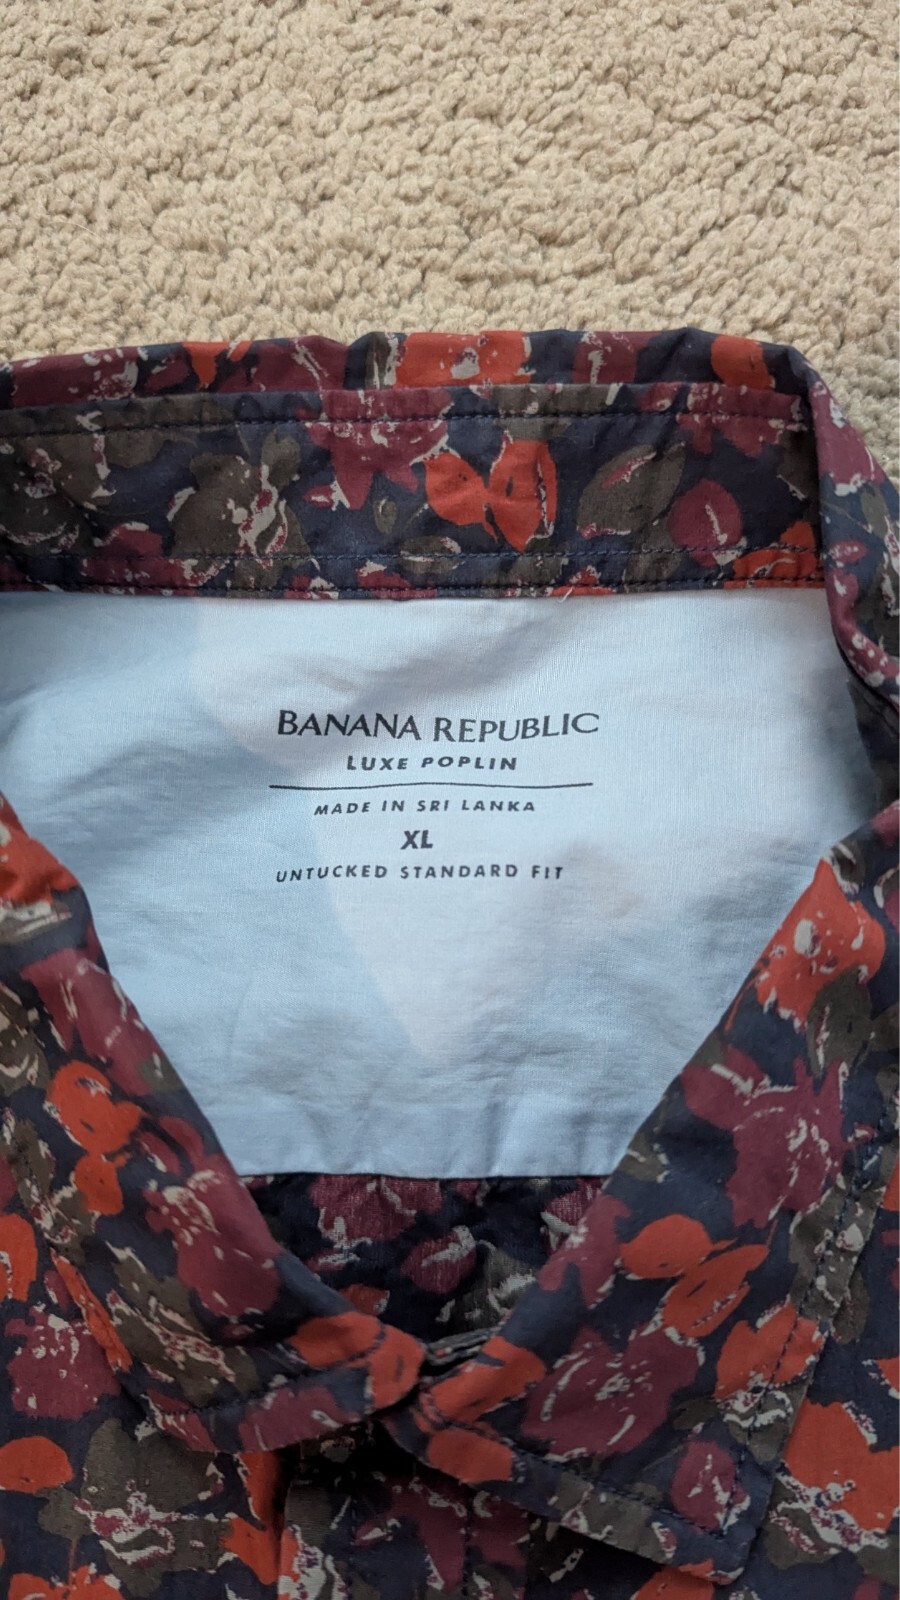 BANANA REPUBLIC
LUXE POPLIN
MADE IN SRI LANKA
XL
UNTUCKED STANDARD FIT